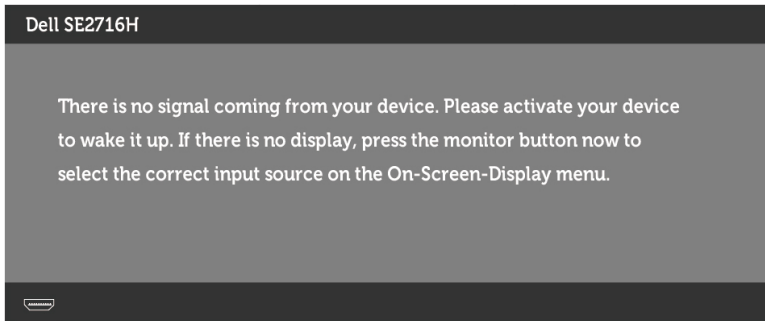 Dell SE2716H
There is no signal coming from your device. Please activate your device
to wake it up. If there is no display, press the monitor button now to
select the correct input source on the On-Screen-Display menu.